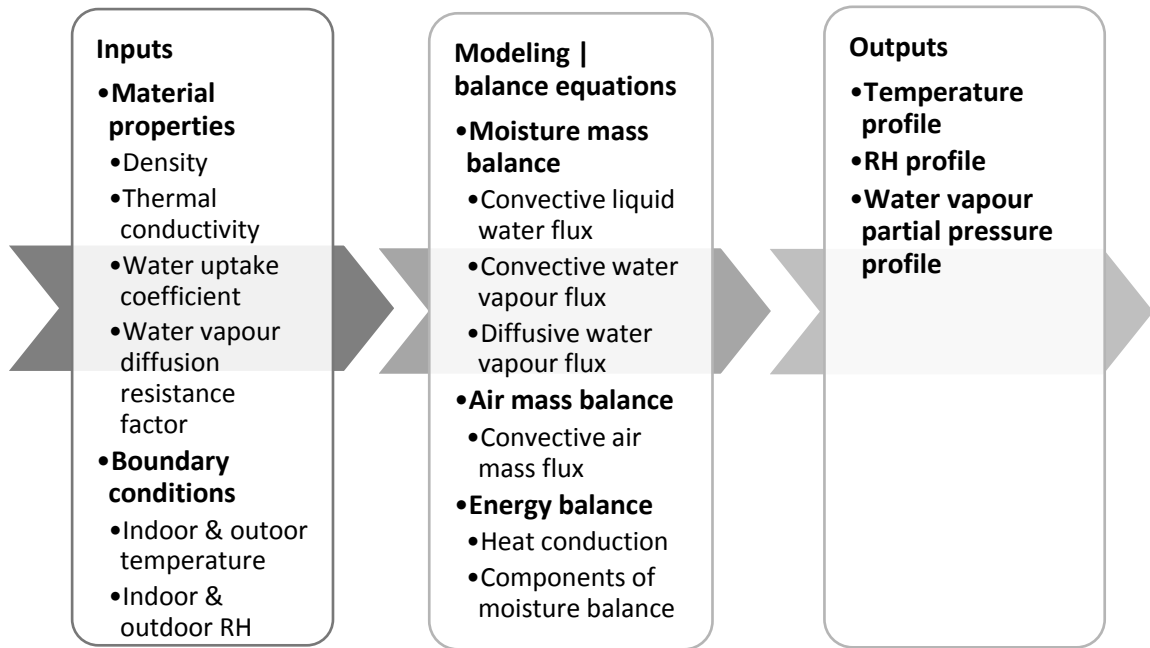 Inputs
•Material
properties
•Density
•Thermal
conductivity
•Water uptake
coefficient
•Water vapour
diffusion
resistance
factor
•Boundary
conditions
•Indoor & outoor
temperature
•Indoor &
outdoor RH
Modeling |
balance equations
•Moisture mass
balance
•Convective liquid
water flux
•Convective water
vapour flux
•Diffusive water
vapour flux
•Air mass balance
•Convective air
mass flux
•Energy balance
•Heat conduction
•Components of
moisture balance
Outputs
•Temperature
profile
•RH profile
•Water vapour
partial pressure
profile